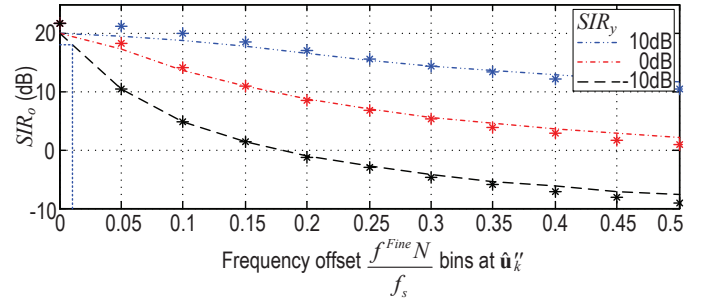 SIR_o (dB)
20
10
0
-10
SIR_y
10dB
0dB
-10dB
0 0.05 0.1 0.15 0.2 0.25 0.3 0.35 0.4 0.45 0.5
Frequency offset f^{Fine}N / f_s bins at û″_k